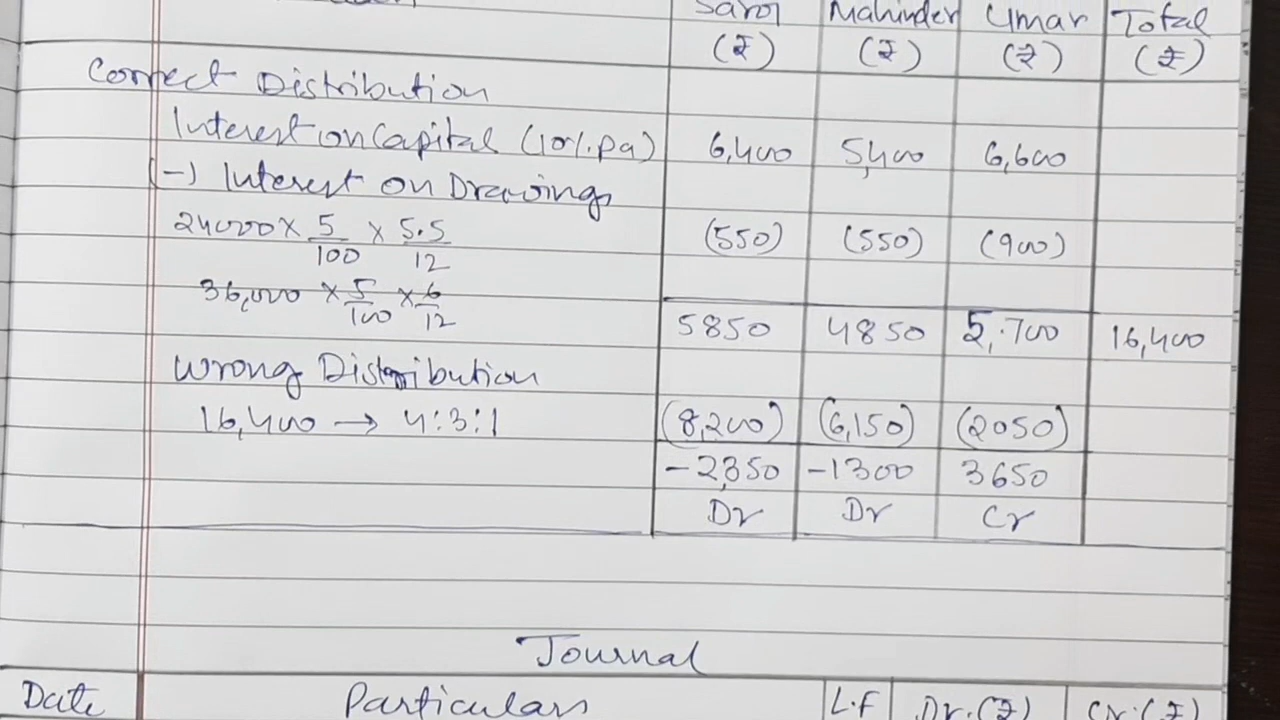 Saroj Mahinder Umar Total
(₹) (₹) (₹) (₹)
Correct Distribution
Interest on Capital (10%.pa) 6,400 5,400 6,600
(-) Interest on Drawings
24000 × 5/100 × 5.5/12 (550) (550) (900)
36,000 × 5/100 × 6/12
5850 4850 5,700 16,400
Wrong Distribution
16,400 → 4:3:1 (8,200) (6,150) (2050)
-2,350 -1300 3650
Dr Dr Cr
Journal
Date Particulars L.F Dr.(₹) Cr.(₹)